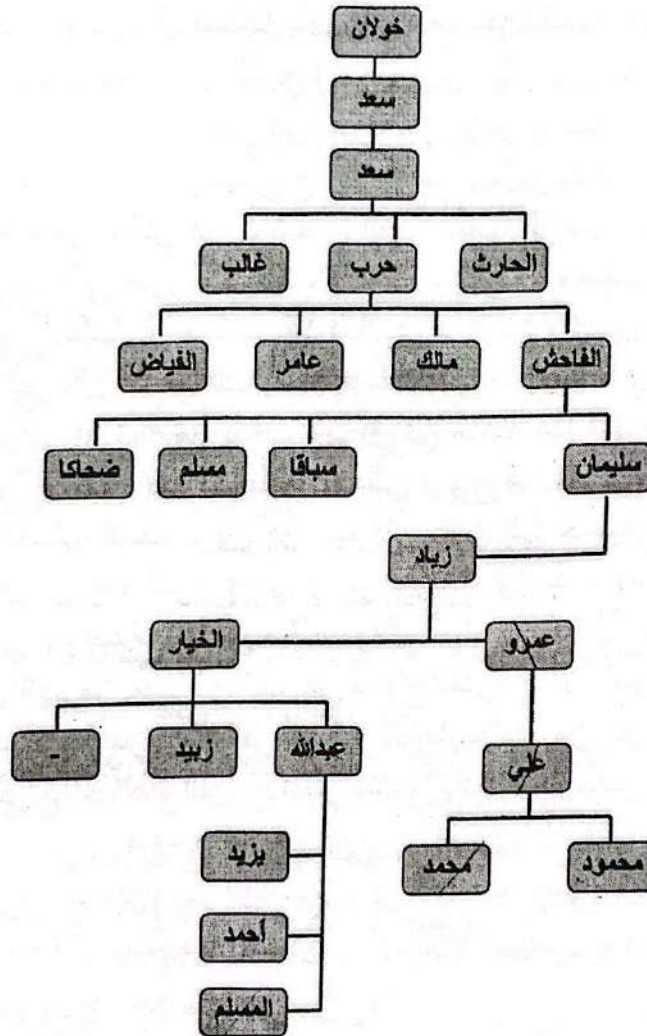 خولان
سعد
سعد
الحارث حرب غالب
الفاحش مالك عامر الفياض
سليمان سباقا مسلم ضحاكا
زياد
عمرو الخيار
عبدالله زبيد -
علي
محمود محمد
يزيد
أحمد
المسلم